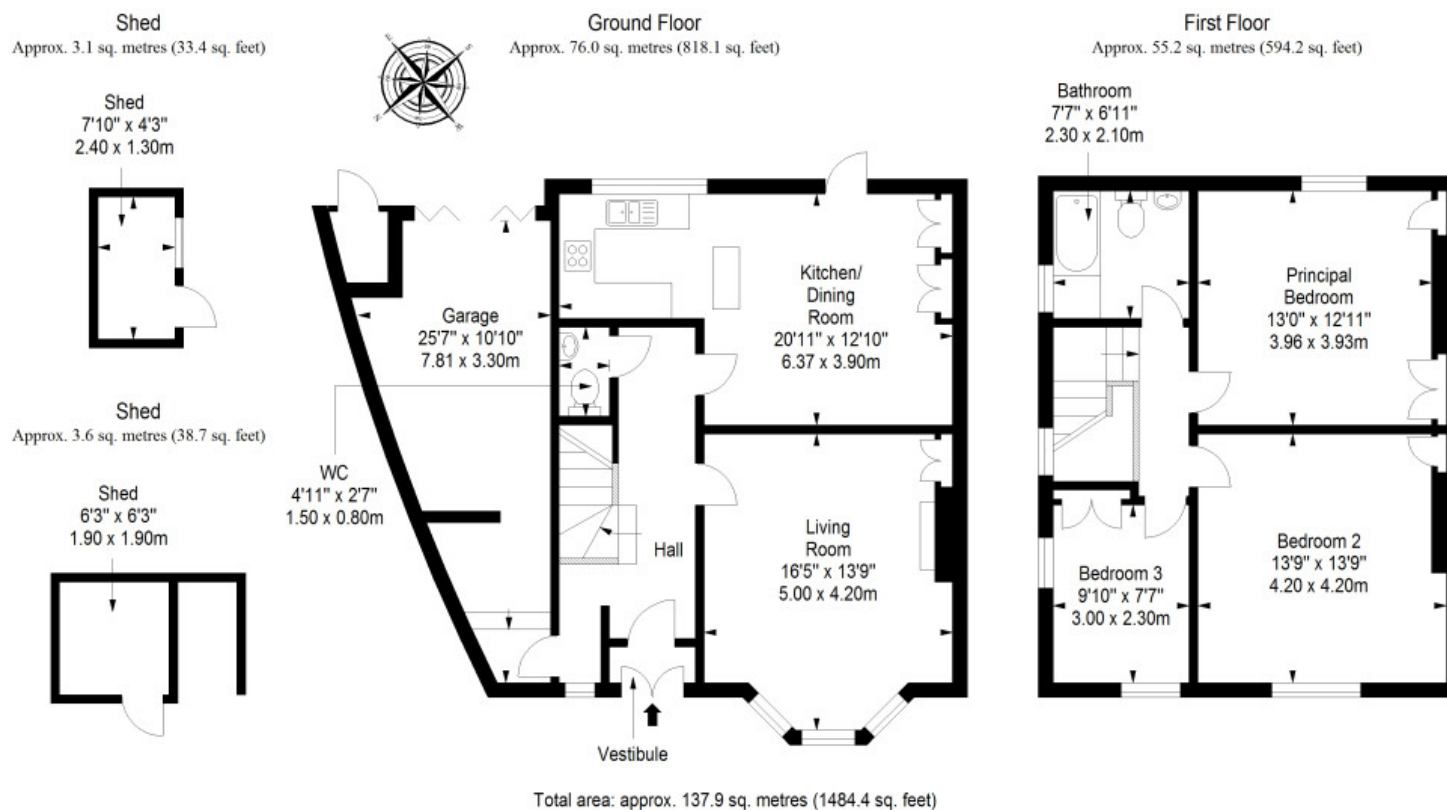 Shed
Approx. 3.1 sq. metres (33.4 sq. feet)
Shed
7'10" x 4'3"
2.40 x 1.30m
Shed
Approx. 3.6 sq. metres (38.7 sq. feet)
Shed
6'3" x 6'3"
1.90 x 1.90m
Ground Floor
Approx. 76.0 sq. metres (818.1 sq. feet)
Garage
25'7" x 10'10"
7.81 x 3.30m
Kitchen/
Dining
Room
20'11" x 12'10"
6.37 x 3.90m
WC
4'11" x 2'7"
1.50 x 0.80m
Hall
Living
Room
16'5" x 13'9"
5.00 x 4.20m
Vestibule
First Floor
Approx. 55.2 sq. metres (594.2 sq. feet)
Bathroom
7'7" x 6'11"
2.30 x 2.10m
Principal
Bedroom
13'0" x 12'11"
3.96 x 3.93m
Bedroom 2
13'9" x 13'9"
4.20 x 4.20m
Bedroom 3
9'10" x 7'7"
3.00 x 2.30m
Total area: approx. 137.9 sq. metres (1484.4 sq. feet)